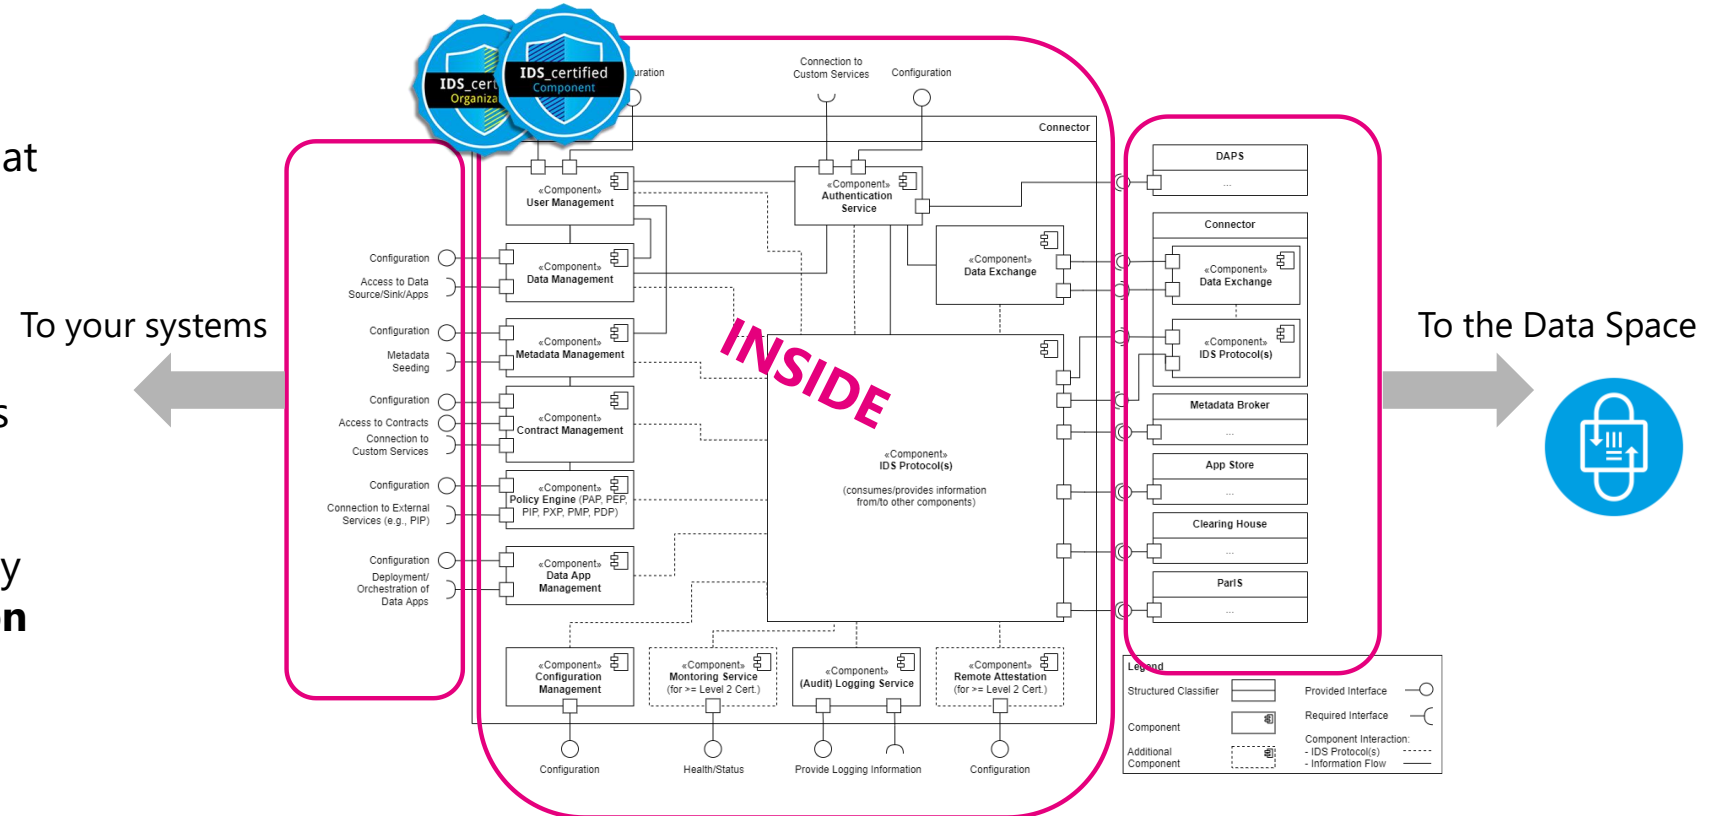 at
s
y
on
To your systems
IDS_cert
Organiza
IDS_certified
Component
uration
Connection to
Custom Services
Configuration
Connector
«Component»
User Management
«Component»
Authentication
Service
«Component»
Data Exchange
Configuration
Access to Data
Source/Sink/Apps
«Component»
Data Management
Configuration
Metadata
Seeding
«Component»
Metadata Management
Configuration
Access to Contracts
Connection to
Custom Services
«Component»
Contract Management
Configuration
Connection to External
Services (e.g., PIP)
«Component»
Policy Engine (PAP, PEP,
PIP, PXP, PMP, PDP)
Configuration
Deployment/
Orchestration of
Data Apps
«Component»
Data App
Management
INSIDE
«Component»
IDS Protocol(s)
(consumes/provides information
from/to other components)
«Component»
Configuration
Management
«Component»
Montoring Service
(for >= Level 2 Cert.)
«Component»
(Audit) Logging Service
«Component»
Remote Attestation
(for >= Level 2 Cert.)
Configuration
Health/Status
Provide Logging Information
Configuration
DAPS
...
Connector
«Component»
Data Exchange
«Component»
IDS Protocol(s)
Metadata Broker
...
App Store
...
Clearing House
...
ParIS
...
To the Data Space
Legend
Structured Classifier
Provided Interface
Component
Required Interface
Additional
Component
Component Interaction:
- IDS Protocol(s)
- Information Flow